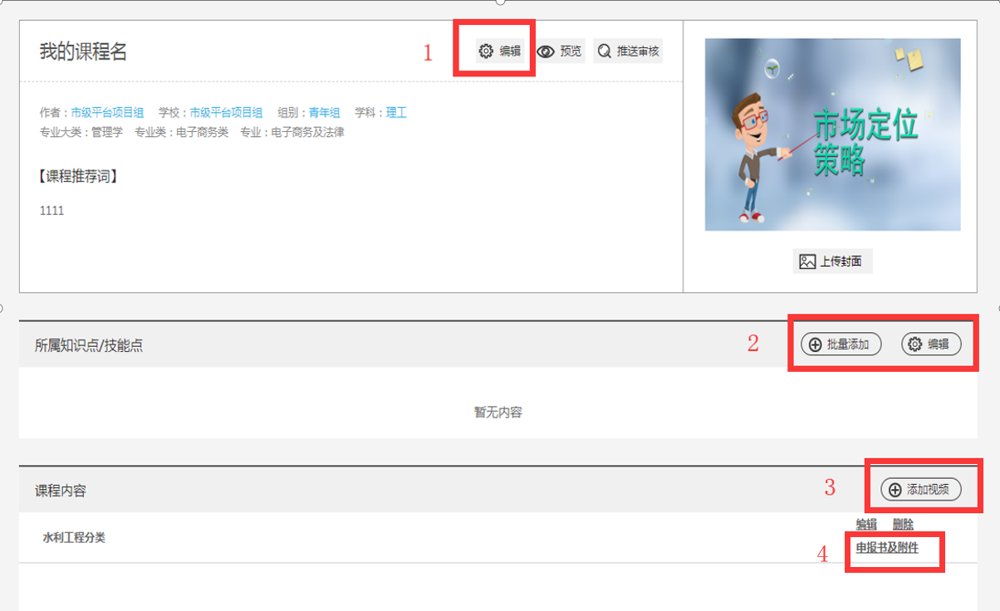 我的课程名 1 编辑 预览 推送审核
作者：市级平台项目组 学校：市级平台项目组 组别：青年组 学科：理工
专业大类：管理学 专业类：电子商务类 专业：电子商务及法律
【课程推荐词】
1111
市场定位
策略
上传封面
所属知识点/技能点 2 批量添加 编辑
暂无内容
课程内容 3 添加视频
水利工程分类 编辑 删除
4 申报书及附件